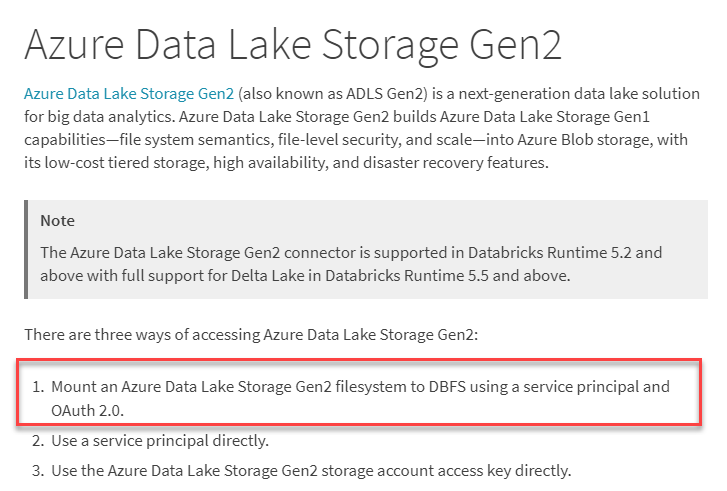 Azure Data Lake Storage Gen2
Azure Data Lake Storage Gen2 (also known as ADLS Gen2) is a next-generation data lake solution
for big data analytics. Azure Data Lake Storage Gen2 builds Azure Data Lake Storage Gen1
capabilities—file system semantics, file-level security, and scale—into Azure Blob storage, with
its low-cost tiered storage, high availability, and disaster recovery features.
Note
The Azure Data Lake Storage Gen2 connector is supported in Databricks Runtime 5.2 and
above with full support for Delta Lake in Databricks Runtime 5.5 and above.
There are three ways of accessing Azure Data Lake Storage Gen2:
1. Mount an Azure Data Lake Storage Gen2 filesystem to DBFS using a service principal and
OAuth 2.0.
2. Use a service principal directly.
3. Use the Azure Data Lake Storage Gen2 storage account access key directly.